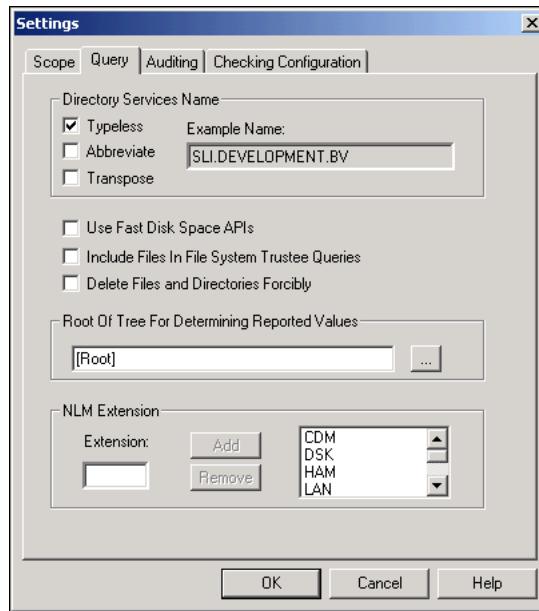 Settings
Scope Query Auditing Checking Configuration
Directory Services Name
Typeless Example Name:
Abbreviate SLI.DEVELOPMENT.BV
Transpose
Use Fast Disk Space APIs
Include Files In File System Trustee Queries
Delete Files and Directories Forcibly
Root Of Tree For Determining Reported Values
[Root] ...
NLM Extension
Extension: Add CDM
DSK
Remove HAM
LAN
OK Cancel Help